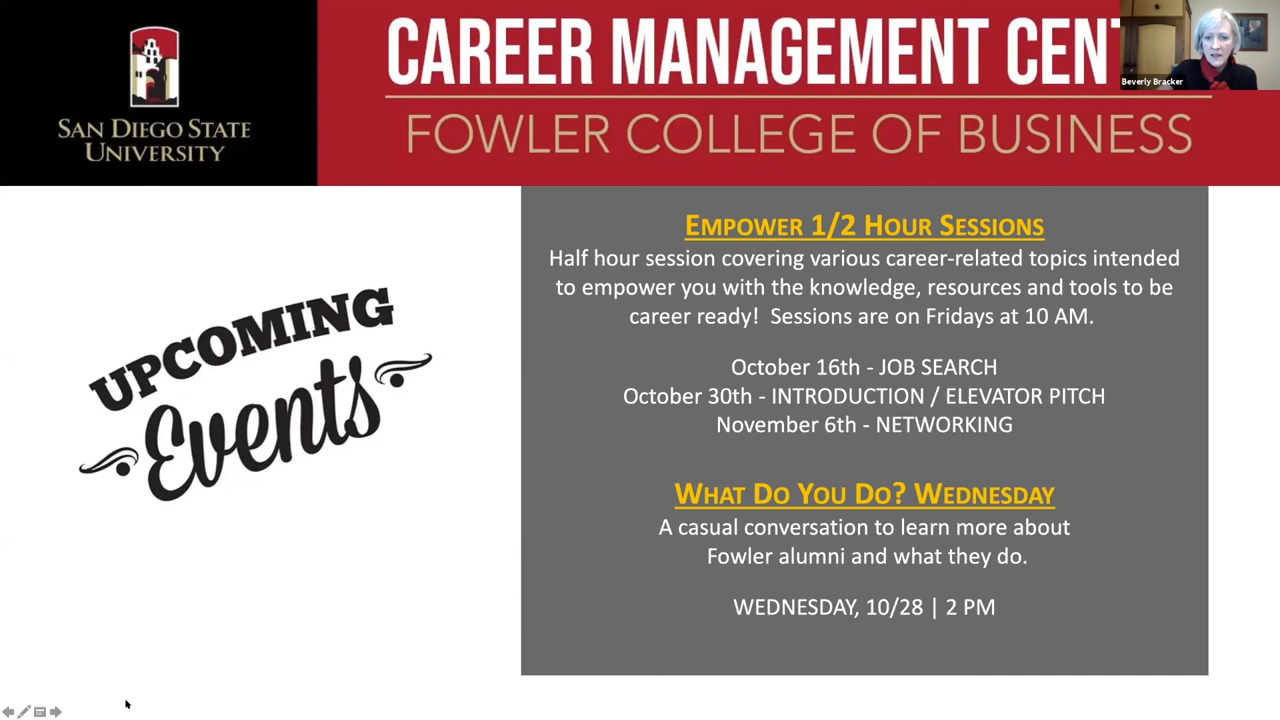 CAREER MANAGEMENT CENT
Beverly Bracker
SAN DIEGO STATE
UNIVERSITY
FOWLER COLLEGE OF BUSINESS
UPCOMING
Events
EMPOWER 1/2 HOUR SESSIONS
Half hour session covering various career-related topics intended
to empower you with the knowledge, resources and tools to be
career ready! Sessions are on Fridays at 10 AM.
October 16th - JOB SEARCH
October 30th - INTRODUCTION / ELEVATOR PITCH
November 6th - NETWORKING
WHAT DO YOU DO? WEDNESDAY
A casual conversation to learn more about
Fowler alumni and what they do.
WEDNESDAY, 10/28 | 2 PM